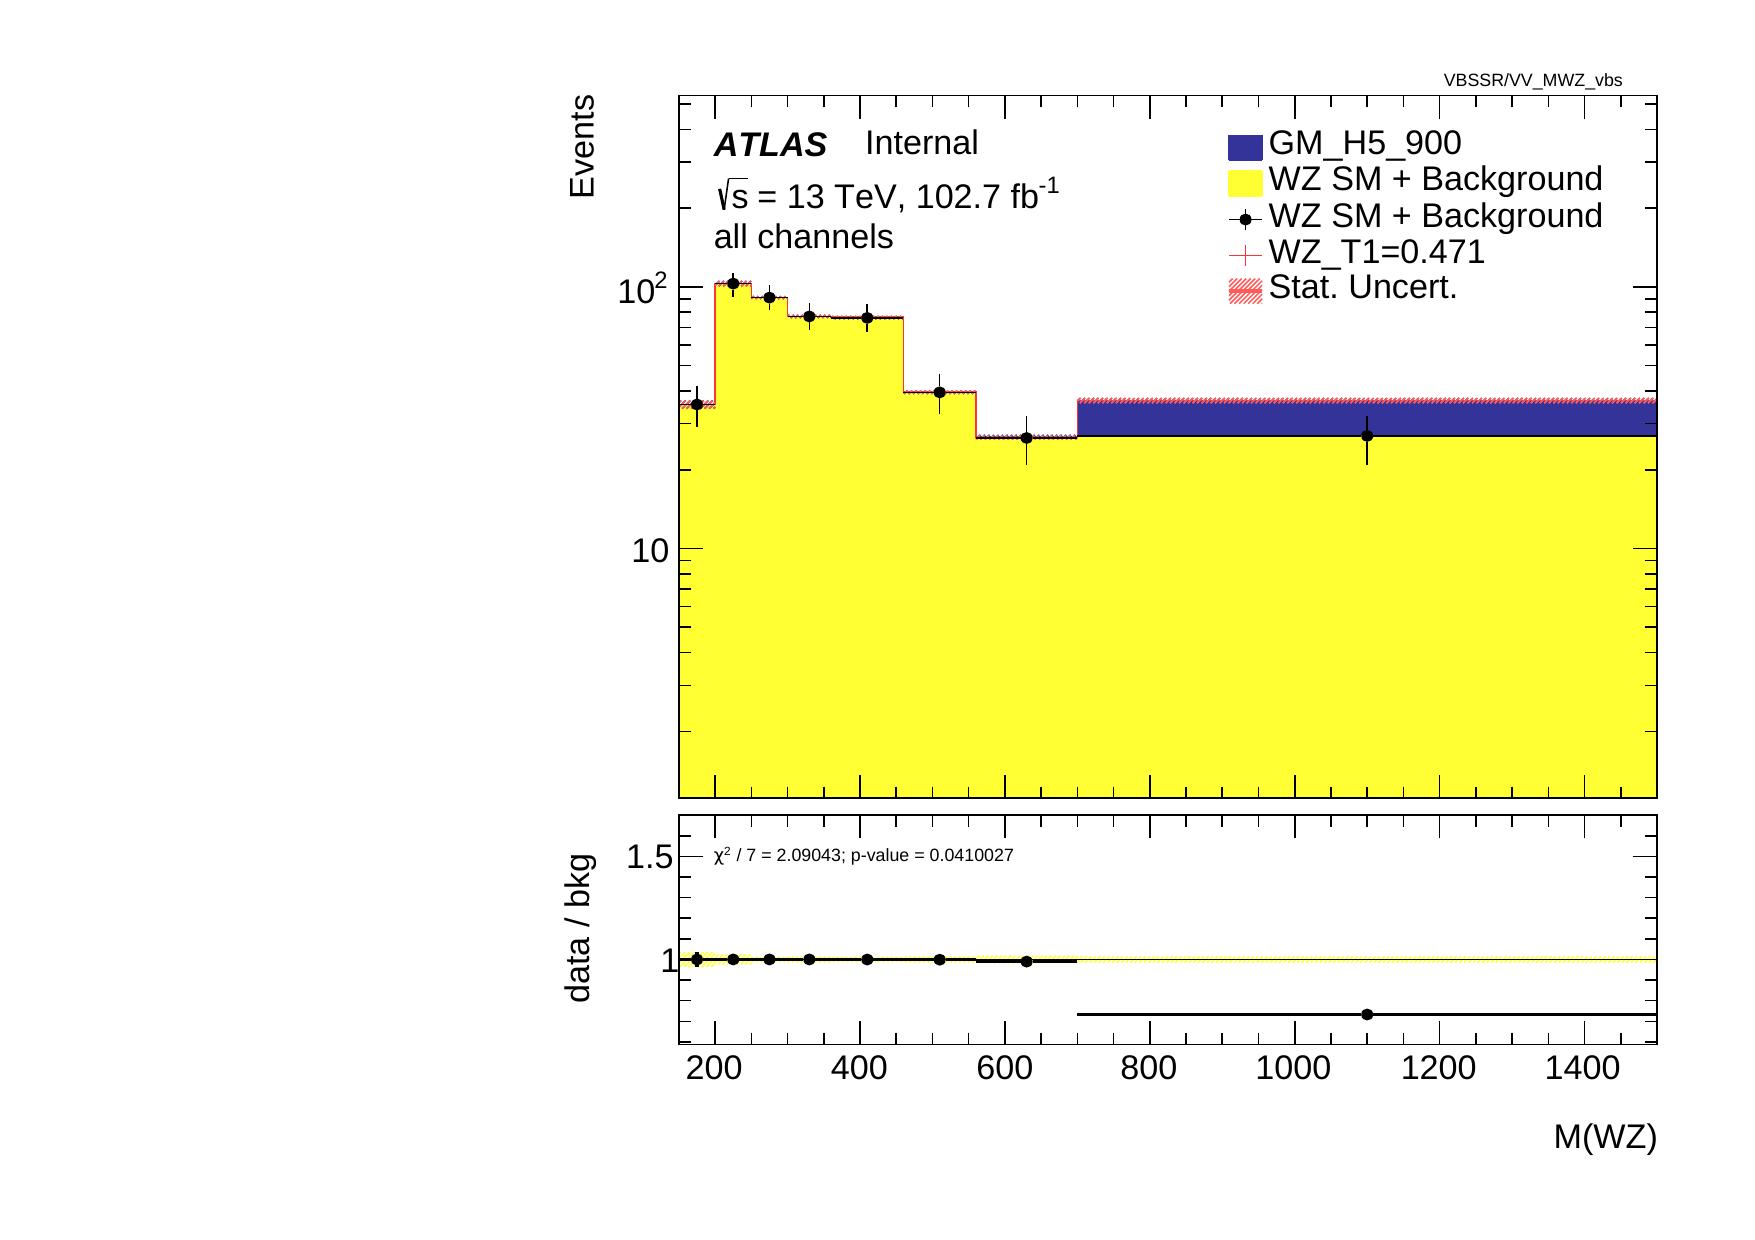 VBSSR/VV_MWZ_vbs
Events
ATLAS Internal
√s = 13 TeV, 102.7 fb-1
all channels
GM_H5_900
WZ SM + Background
WZ SM + Background
WZ_T1=0.471
Stat. Uncert.
10²
10
data / bkg
χ² / 7 = 2.09043; p-value = 0.0410027
1.5
1
200 400 600 800 1000 1200 1400
M(WZ)